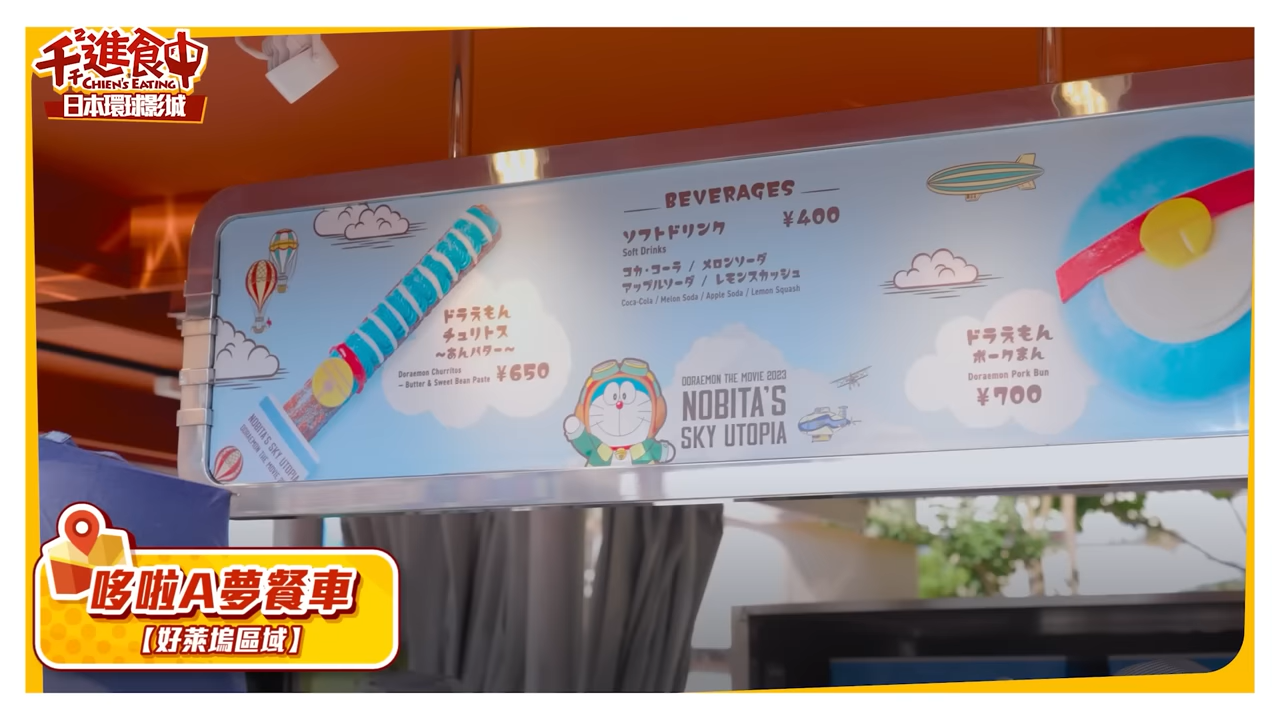 千千進食中
CHIEN'S EATING
日本環球影城
BEVERAGES
ソフトドリンク ¥400
Soft Drinks
コカ・コーラ / メロンソーダ
アップルソーダ / レモンスカッシュ
Coca-Cola / Melon Soda / Apple Soda / Lemon Squash
ドラえもん
チュリトス
～あんバター～
Doraemon Churritos
– Butter & Sweet Bean Paste ¥650
NOBITA'S SKY UTOPIA
DORAEMON THE MOVIE
DORAEMON THE MOVIE 2023
NOBITA'S
SKY UTOPIA
ドラえもん
ポークまん
Doraemon Pork Bun
¥700
哆啦A夢餐車
【好萊塢區域】